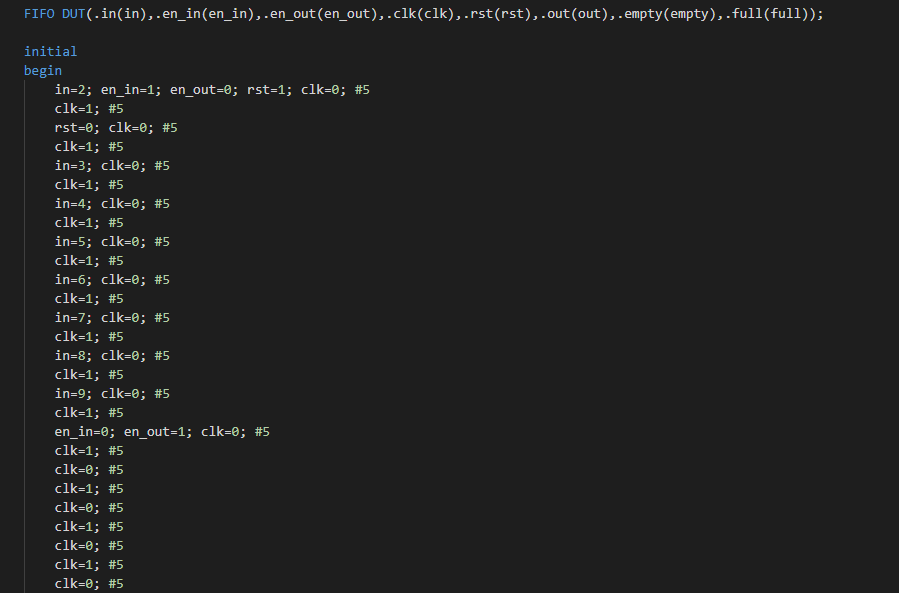 FIFO DUT(.in(in),.en_in(en_in),.en_out(en_out),.clk(clk),.rst(rst),.out(out),.empty(empty),.full(full));
initial
begin
in=2; en_in=1; en_out=0; rst=1; clk=0; #5
clk=1; #5
rst=0; clk=0; #5
clk=1; #5
in=3; clk=0; #5
clk=1; #5
in=4; clk=0; #5
clk=1; #5
in=5; clk=0; #5
clk=1; #5
in=6; clk=0; #5
clk=1; #5
in=7; clk=0; #5
clk=1; #5
in=8; clk=0; #5
clk=1; #5
in=9; clk=0; #5
clk=1; #5
en_in=0; en_out=1; clk=0; #5
clk=1; #5
clk=0; #5
clk=1; #5
clk=0; #5
clk=1; #5
clk=0; #5
clk=1; #5
clk=0; #5